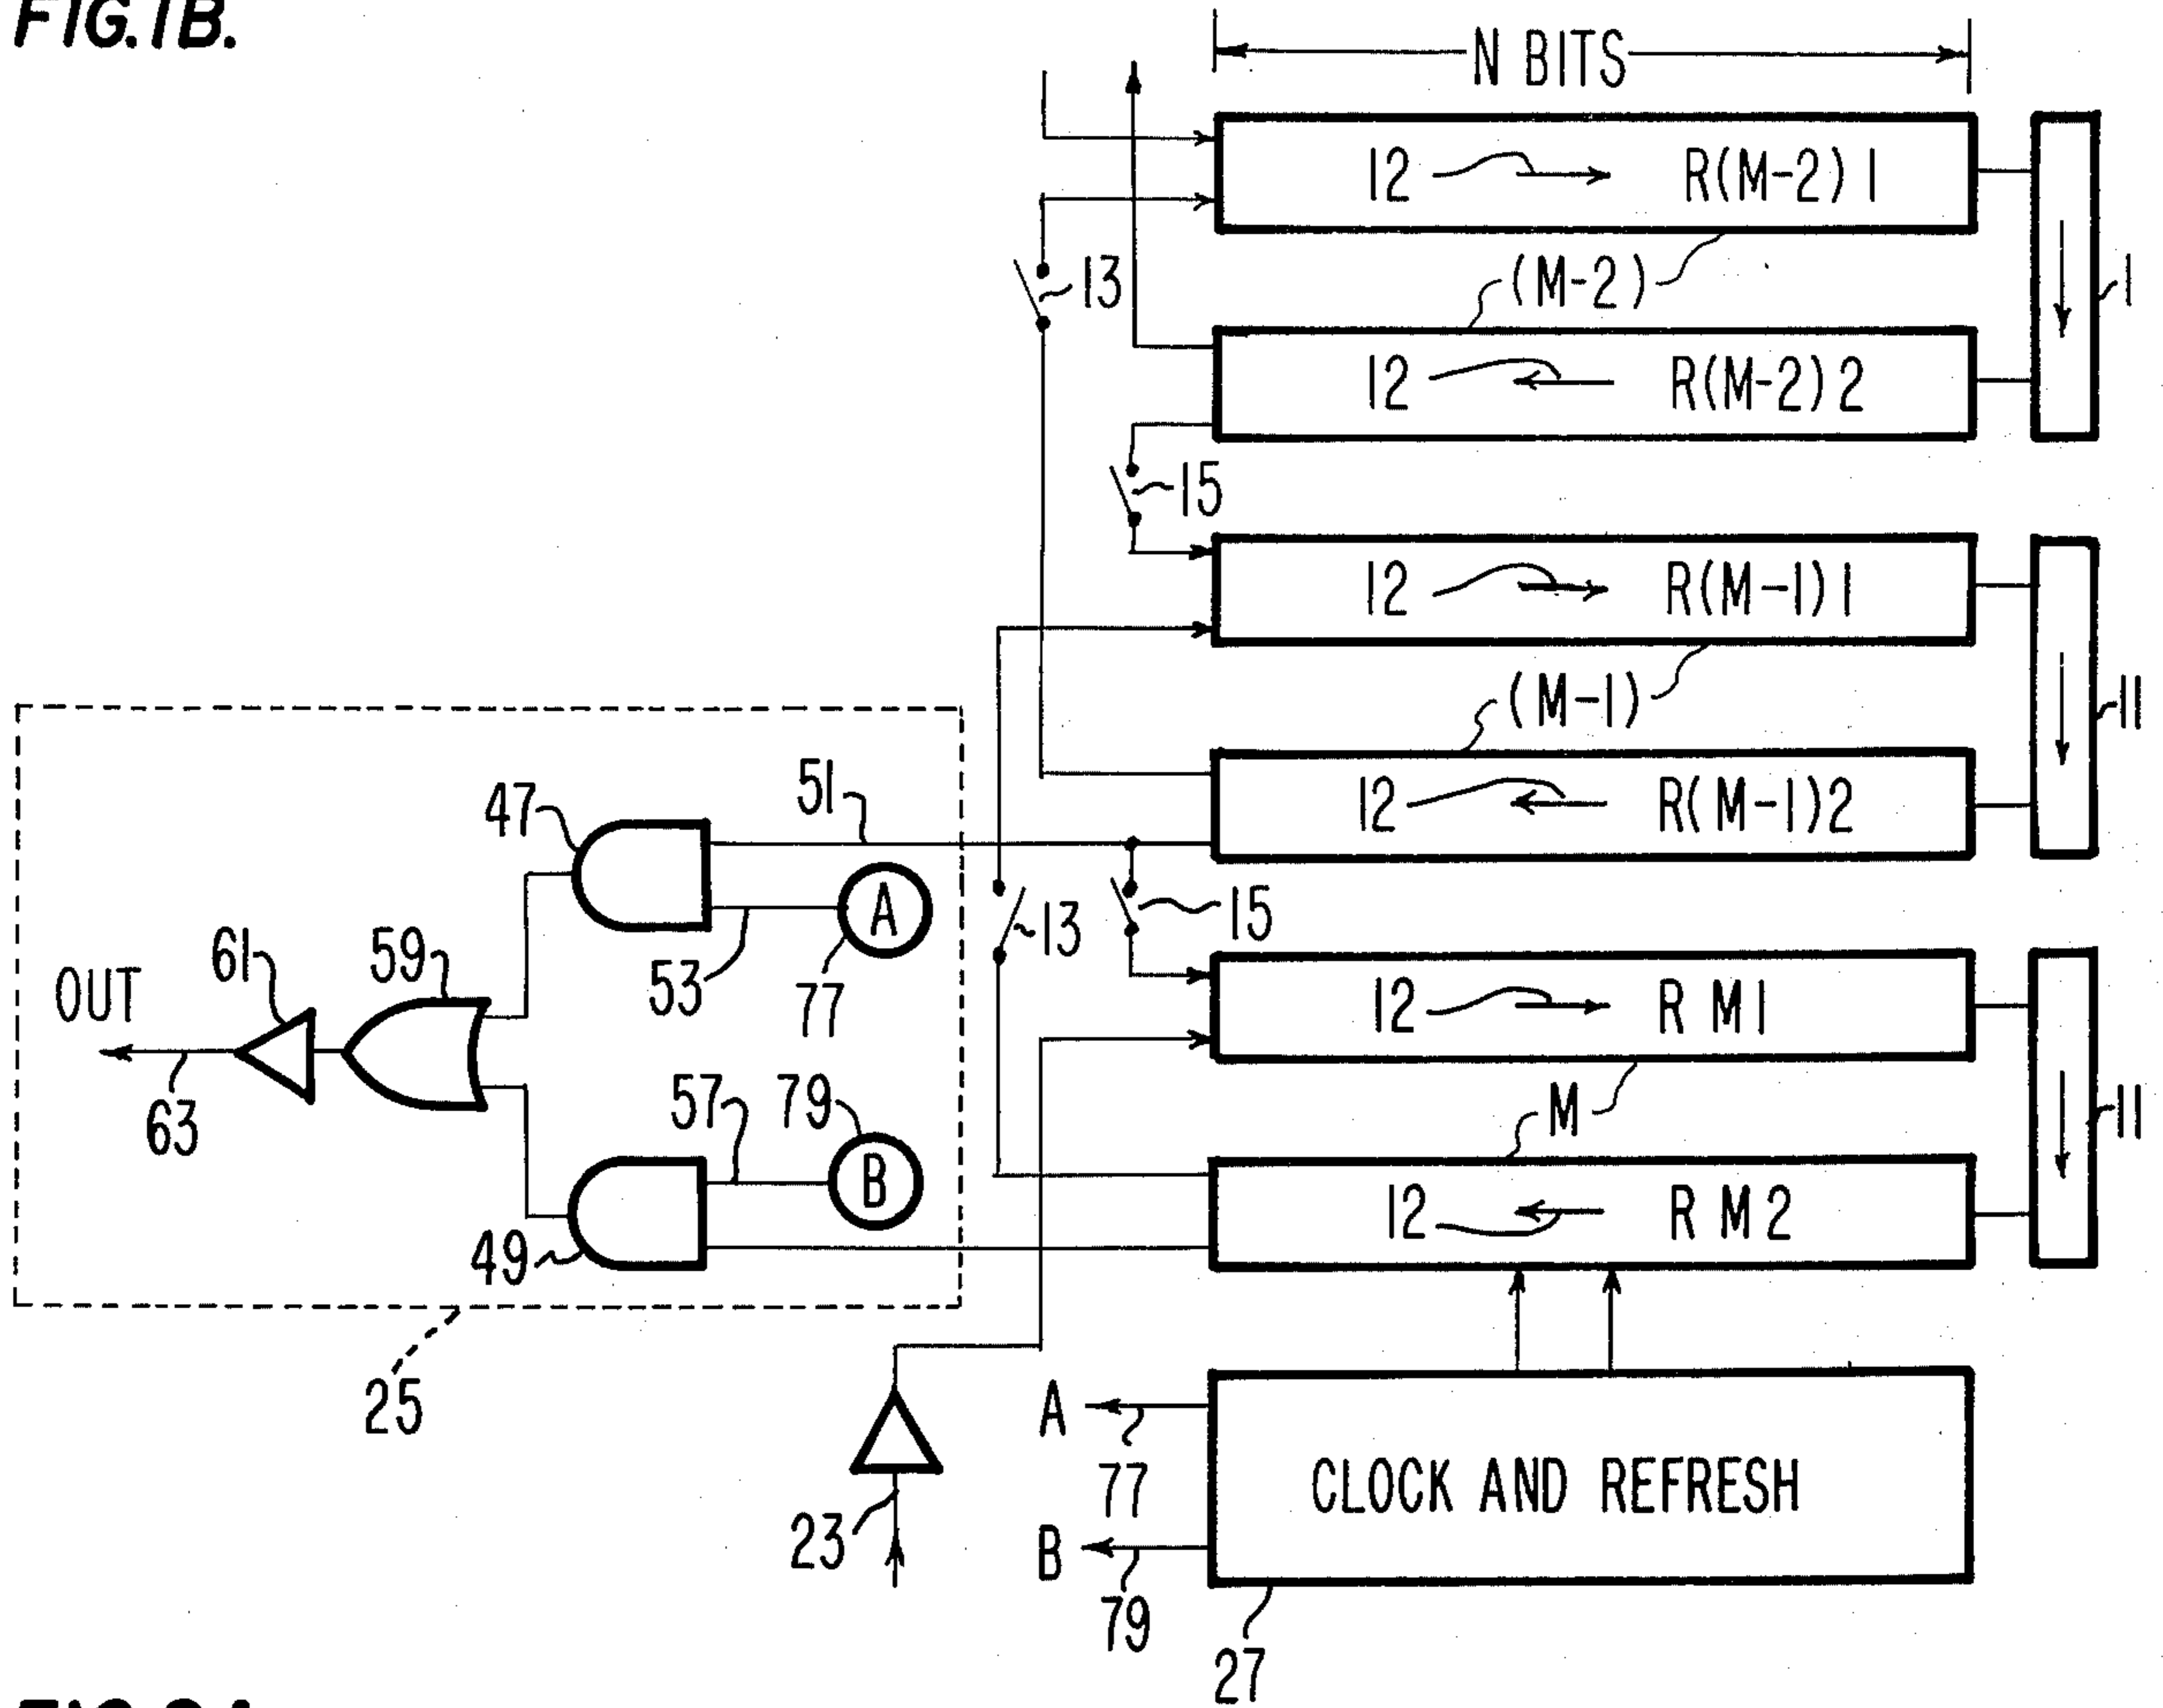 FIG.1B.
N BITS
12 R(M-2)1
13
(M-2)
1
12 R(M-2)2
15
12 R(M-1)1
(M-1)
11
51
47
12 R(M-1)2
A
13
15
61
59
OUT
53
77
12 R M1
63
57
79
M
11
B
12 R M2
49
25
A
77
CLOCK AND REFRESH
23
B
79
27